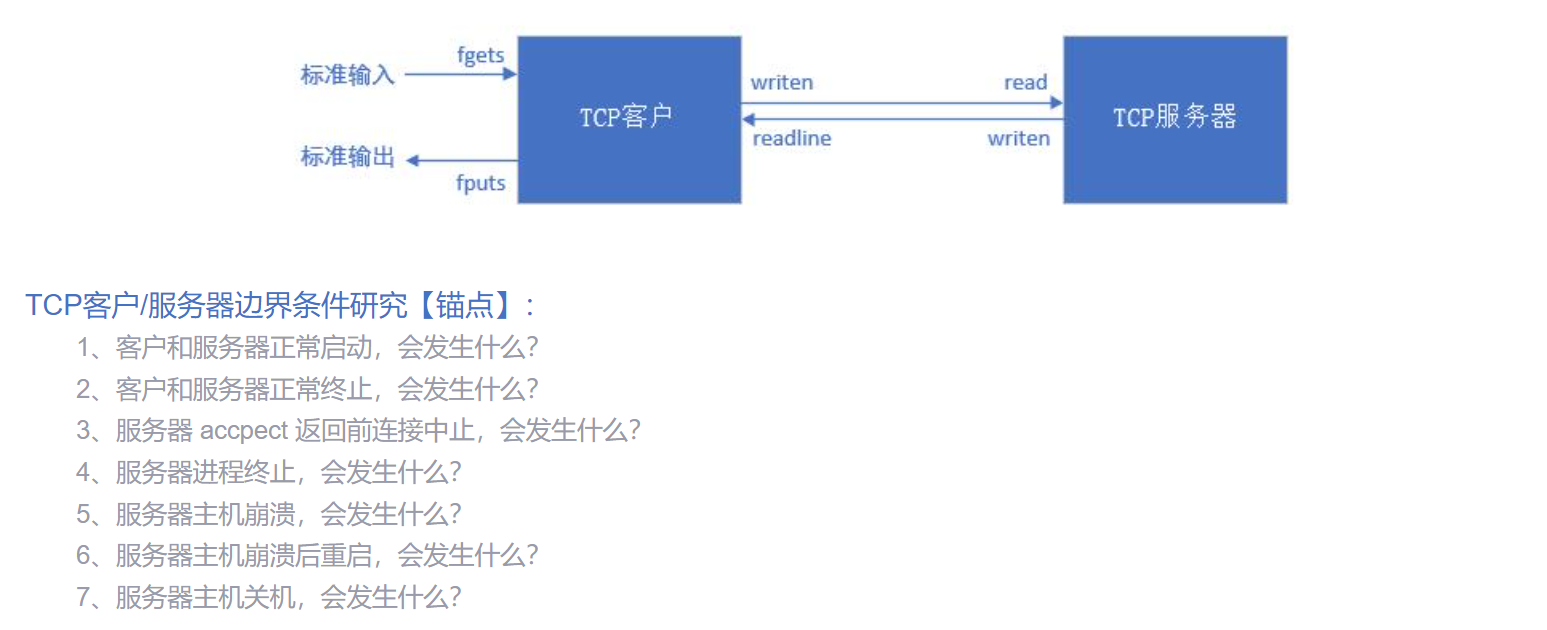 fgets
标准输入
writen
read
TCP客户
TCP服务器
readline
writen
标准输出
fputs
TCP客户/服务器边界条件研究【锚点】：
1、客户和服务器正常启动，会发生什么？
2、客户和服务器正常终止，会发生什么？
3、服务器 accpect 返回前连接中止，会发生什么？
4、服务器进程终止，会发生什么？
5、服务器主机崩溃，会发生什么？
6、服务器主机崩溃后重启，会发生什么？
7、服务器主机关机，会发生什么？